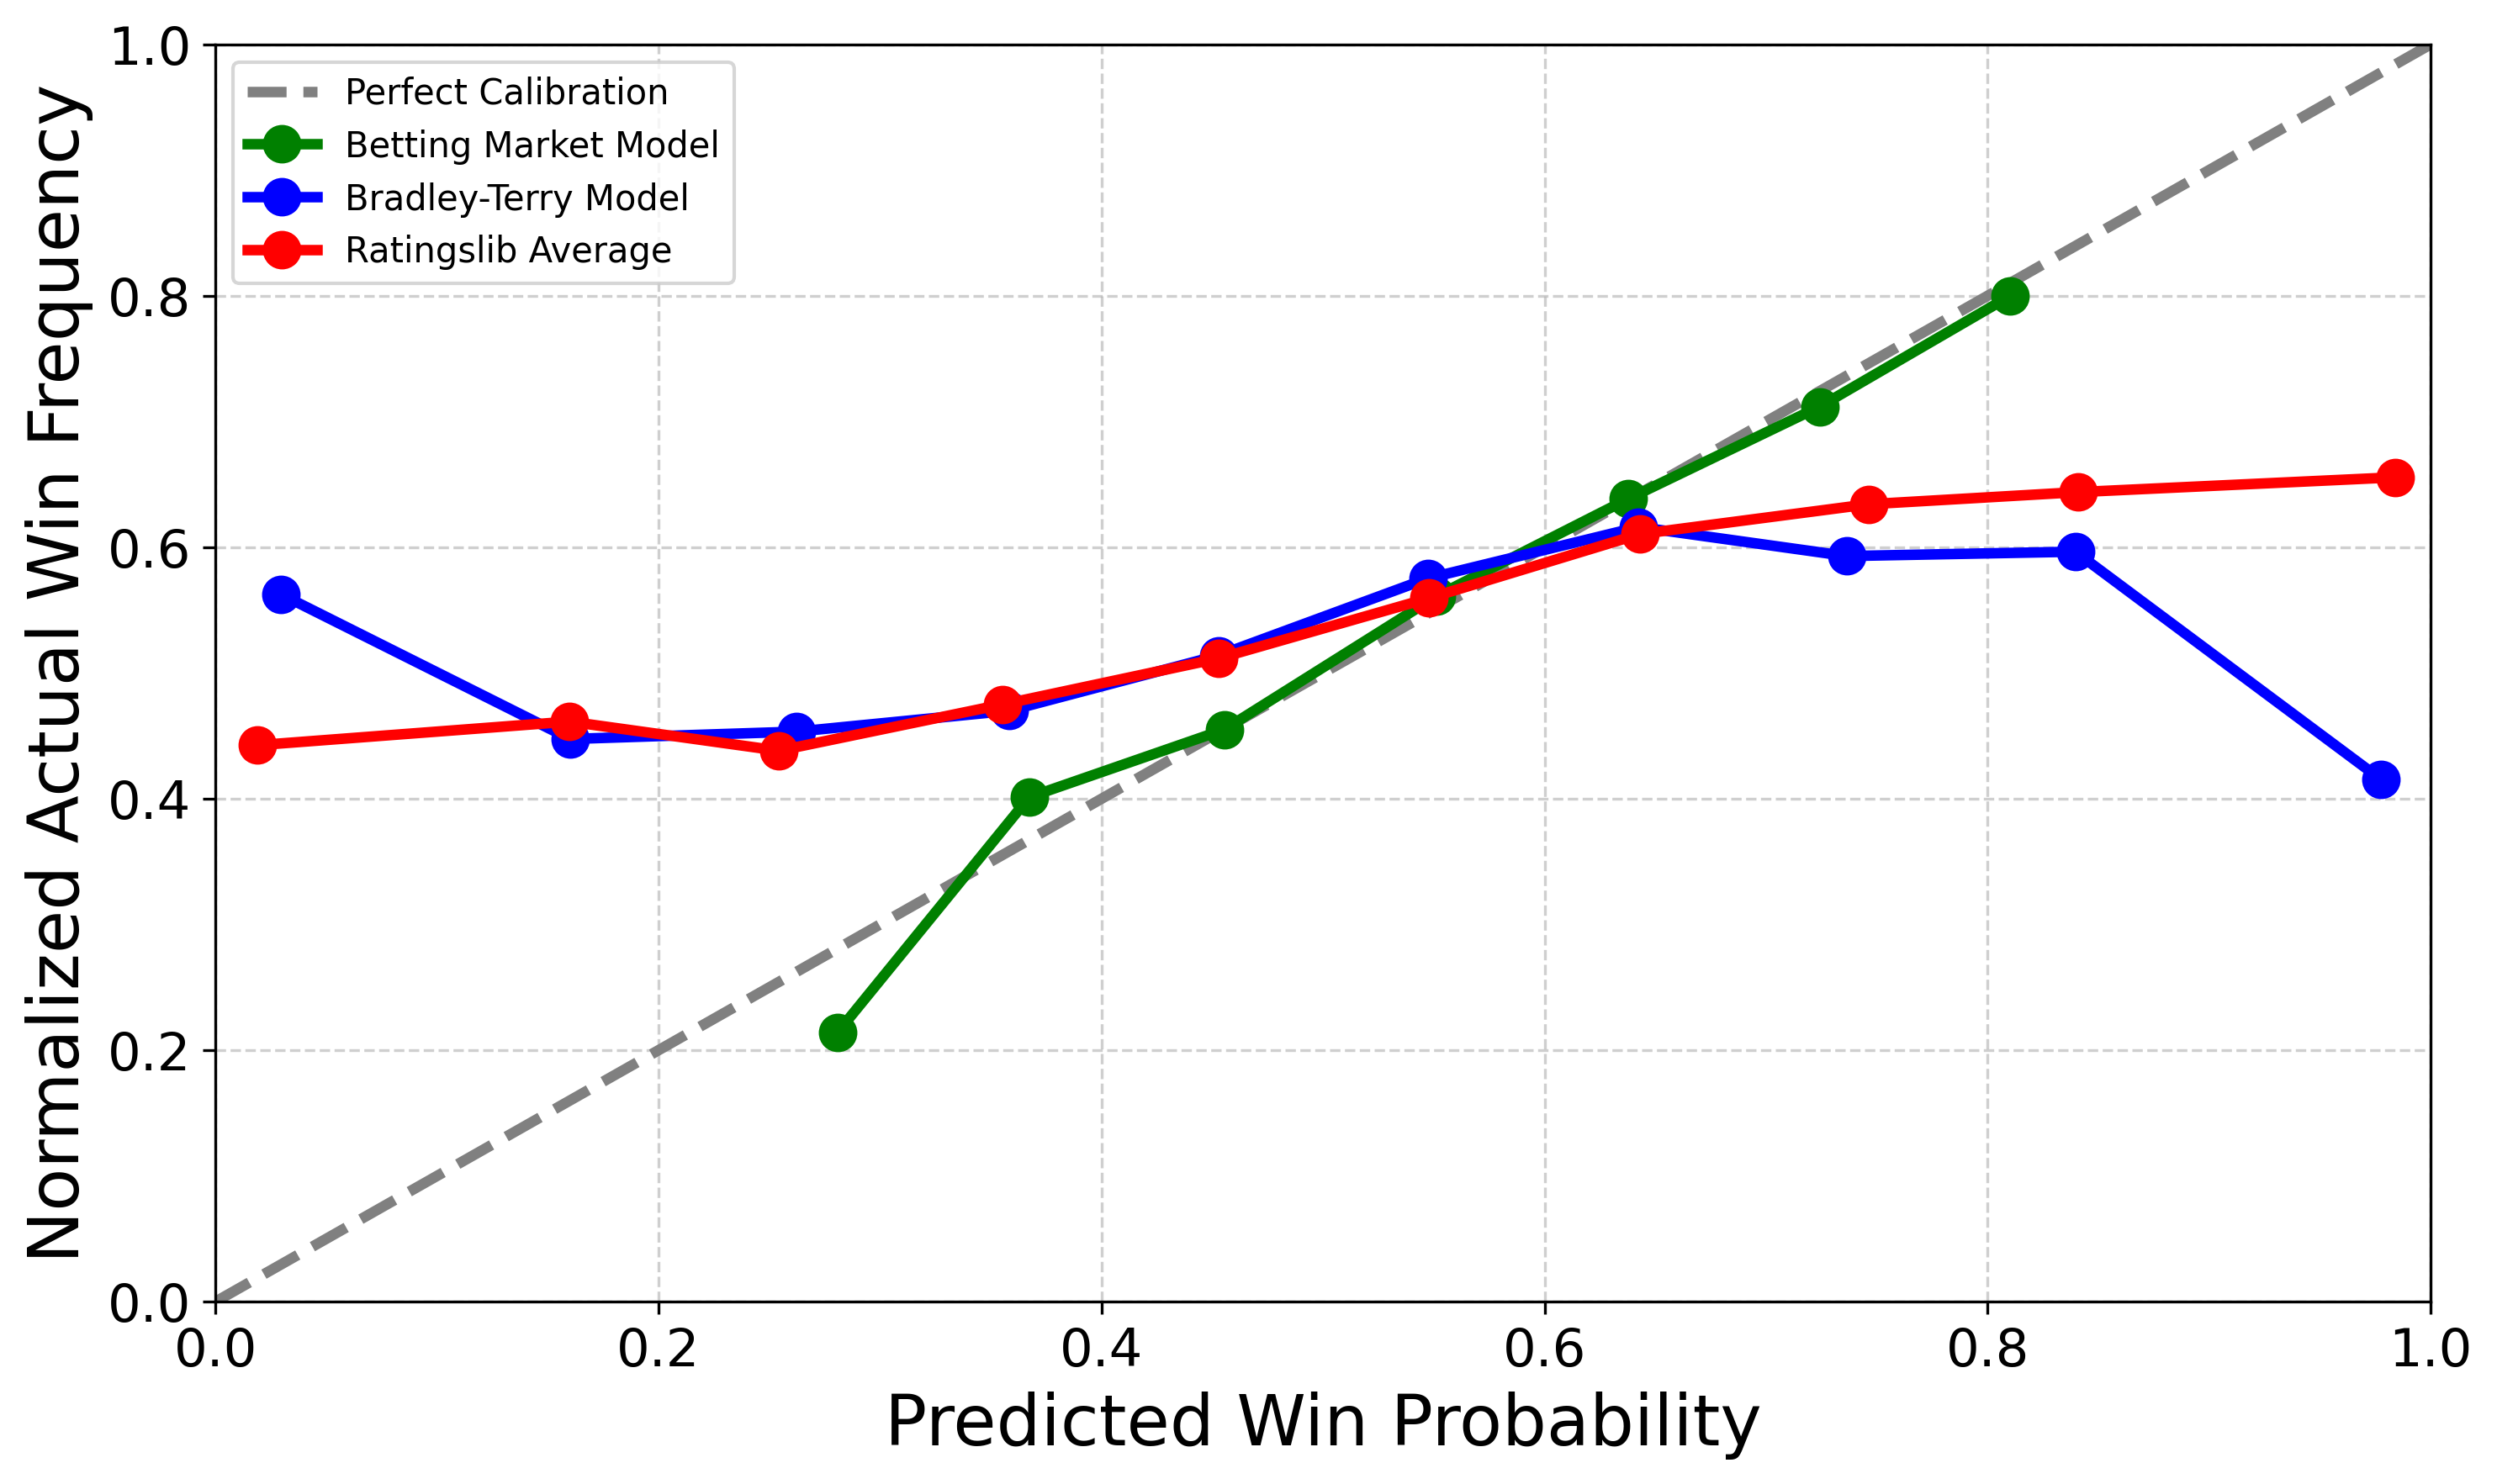 Normalized Actual Win Frequency
1.0
0.8
0.6
0.4
0.2
0.0
Perfect Calibration
Betting Market Model
Bradley-Terry Model
Ratingslib Average
0.0 0.2 0.4 0.6 0.8 1.0
Predicted Win Probability